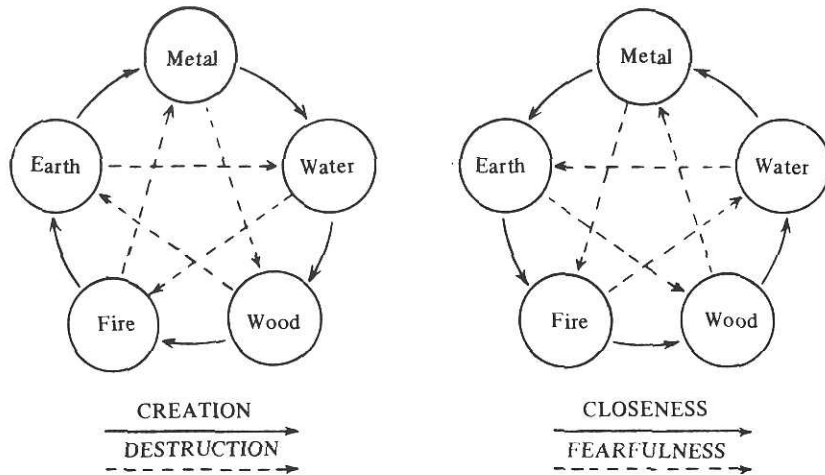 Metal
Earth
Water
Fire
Wood
CREATION
DESTRUCTION
Metal
Earth
Water
Fire
Wood
CLOSENESS
FEARFULNESS